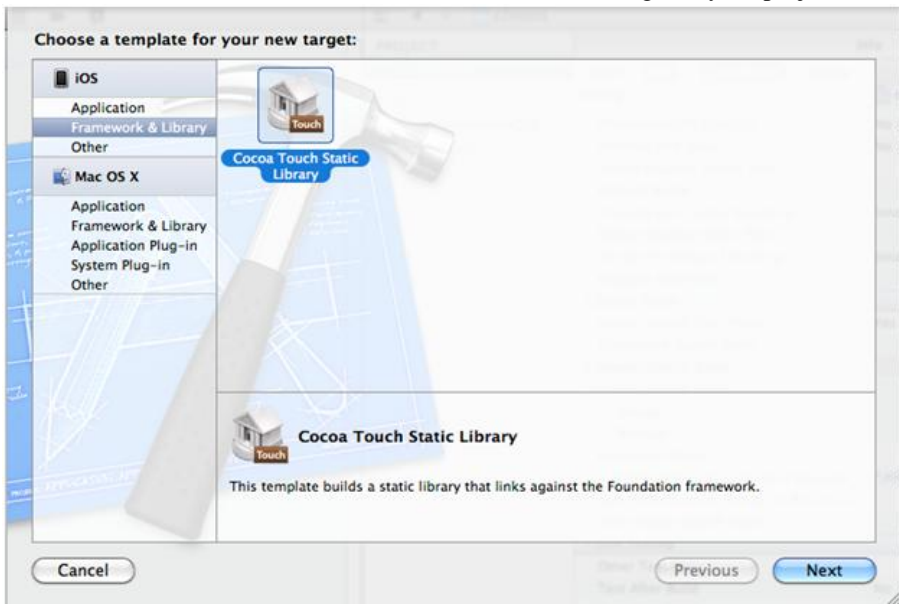 Choose a template for your new target:
iOS
Application
Framework & Library
Other
Mac OS X
Application
Framework & Library
Application Plug-in
System Plug-in
Other
Touch
Cocoa Touch Static
Library
Touch
Cocoa Touch Static Library
This template builds a static library that links against the Foundation framework.
Cancel
Previous
Next